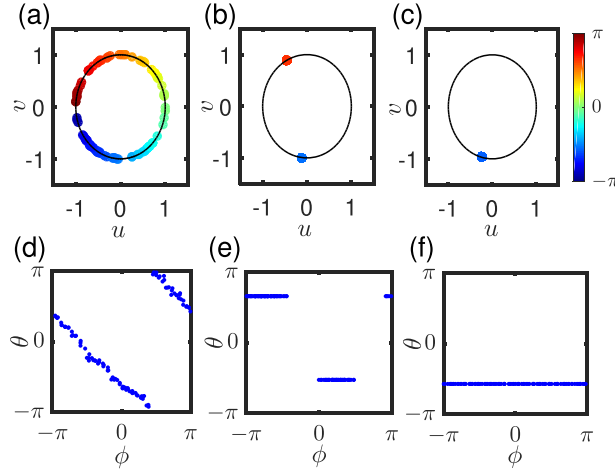 (a) (b) (c)
1 1 1 π
v 0 v 0 v 0 0
-1 -1 -1 −π
-1 0 1 -1 0 1 -1 0 1
u u u
(d) (e) (f)
π π π
θ 0 θ 0 θ 0
−π −π −π
−π 0 π −π 0 π −π 0 π
ϕ ϕ ϕ